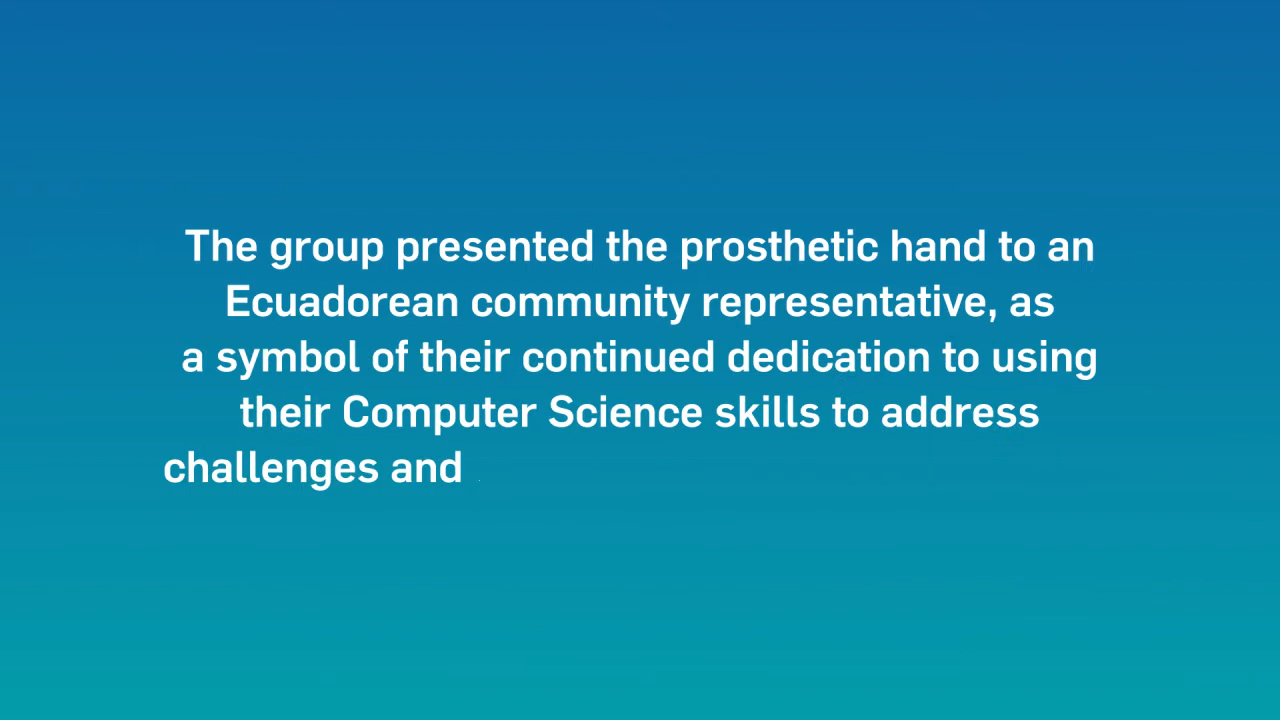 The group presented the prosthetic hand to an
Ecuadorean community representative, as
a symbol of their continued dedication to using
their Computer Science skills to address
challenges and